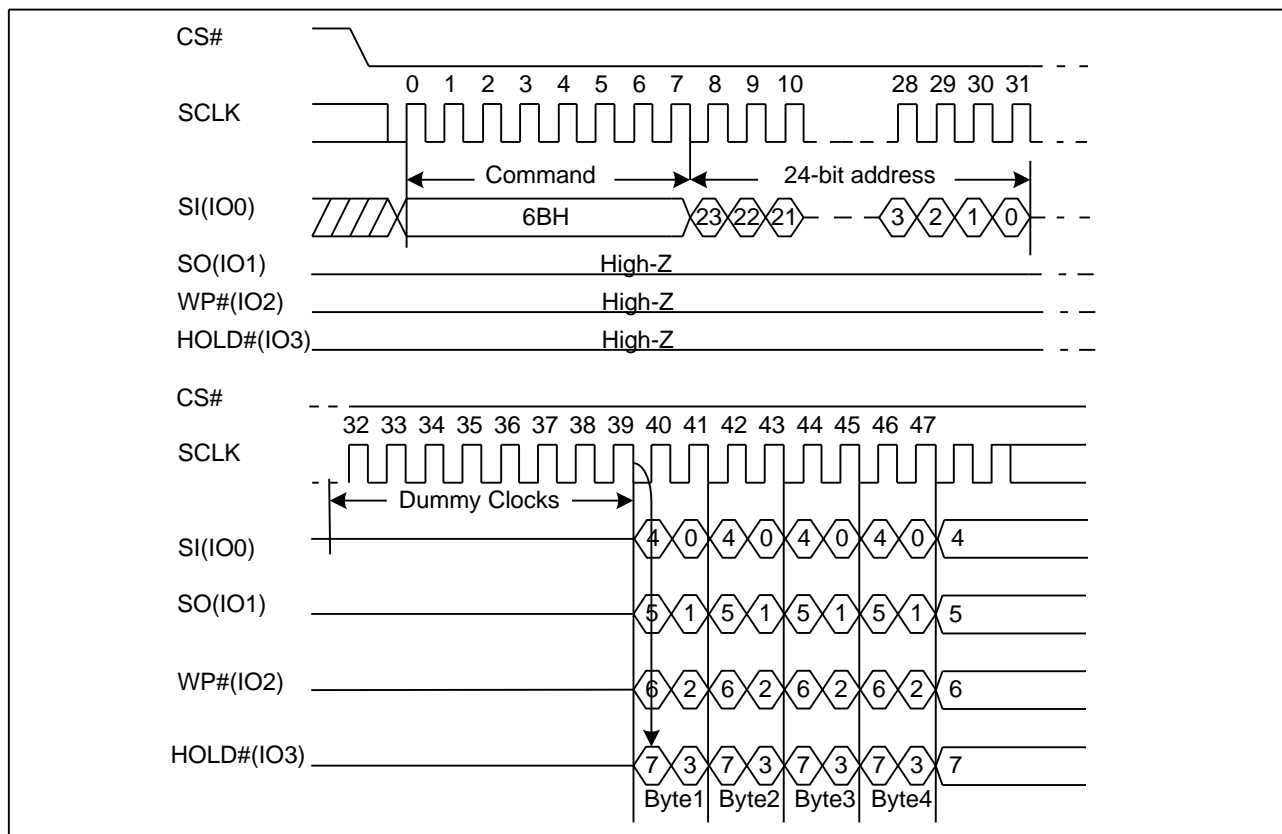 CS#
0 1 2 3 4 5 6 7 8 9 10 28 29 30 31
SCLK
Command 24-bit address
SI(IO0) 6BH 23 22 21 3 2 1 0
SO(IO1) High-Z
WP#(IO2) High-Z
HOLD#(IO3) High-Z
CS#
32 33 34 35 36 37 38 39 40 41 42 43 44 45 46 47
SCLK
Dummy Clocks
SI(IO0) 4 0 4 0 4 0 4 0 4
SO(IO1) 5 1 5 1 5 1 5 1 5
WP#(IO2) 6 2 6 2 6 2 6 2 6
HOLD#(IO3) 7 3 7 3 7 3 7 3 7
Byte1 Byte2 Byte3 Byte4